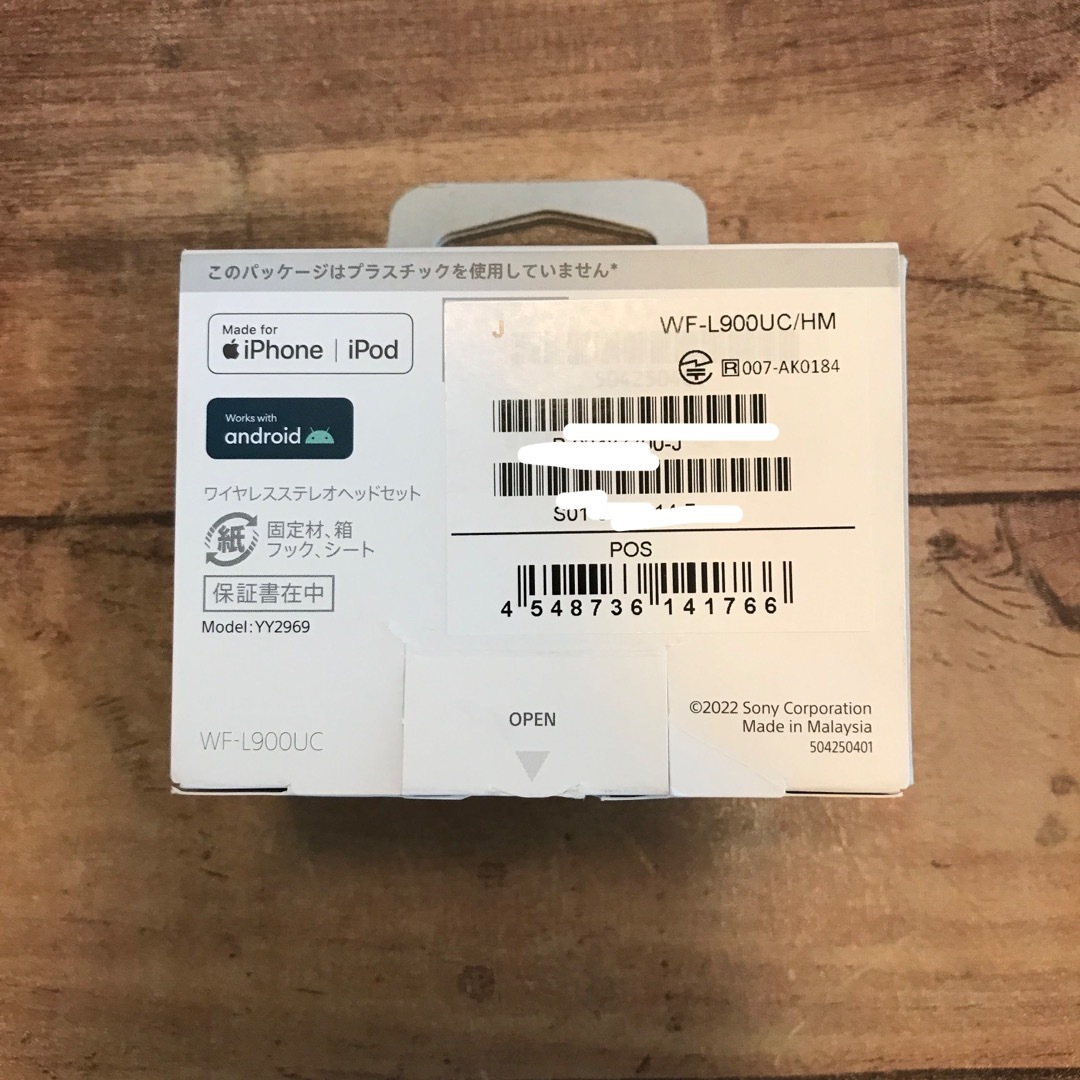 このパッケージはプラスチックを使用していません*
Made for
iPhone | iPod
Works with
android
ワイヤレスステレオヘッドセット
紙
固定材、箱
フック、シート
保証書在中
Model: YY2969
WF-L900UC
J
WF-L900UC/HM
R 007-AK0184
POS
4 548736 141766
OPEN
©2022 Sony Corporation
Made in Malaysia
504250401